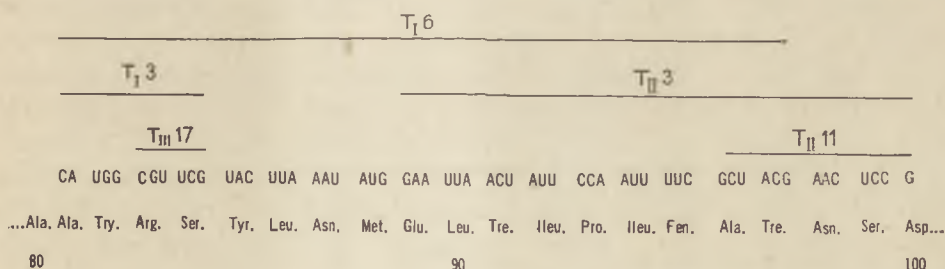 T_I 6
T_I 3 T_II 3
T_III 17 T_II 11
CA UGG CGU UCG UAC UUA AAU AUG GAA UUA ACU AUU CCA AUU UUC GCU ACG AAC UCC G
....Ala. Ala. Try. Arg. Ser. Tyr. Leu. Asn. Met. Glu. Leu. Tre. Ileu. Pro. Ileu. Fen. Ala. Tre. Asn. Ser. Asp...
80 90 100